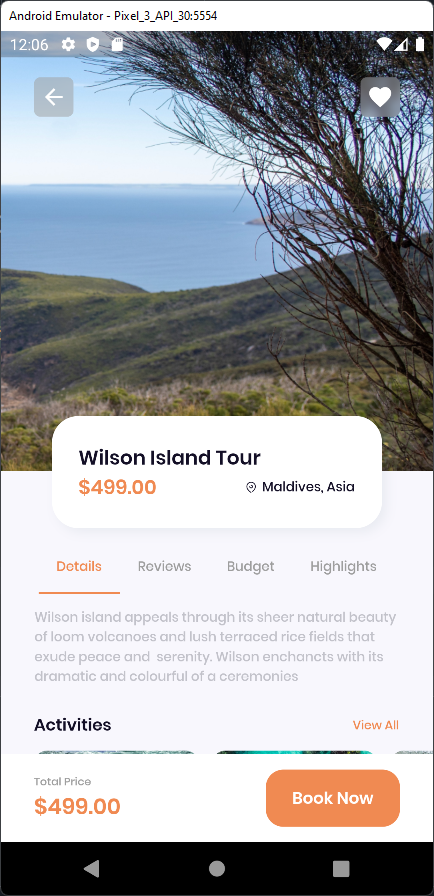 Android Emulator - Pixel_3_API_30:5554
12:06
Wilson Island Tour
$499.00
Maldives, Asia
Details Reviews Budget Highlights
Wilson island appeals through its sheer natural beauty
of loom volcanoes and lush terraced rice fields that
exude peace and  serenity. Wilson enchancts with its
dramatic and colourful of a ceremonies
Activities View All
Total Price
$499.00
Book Now